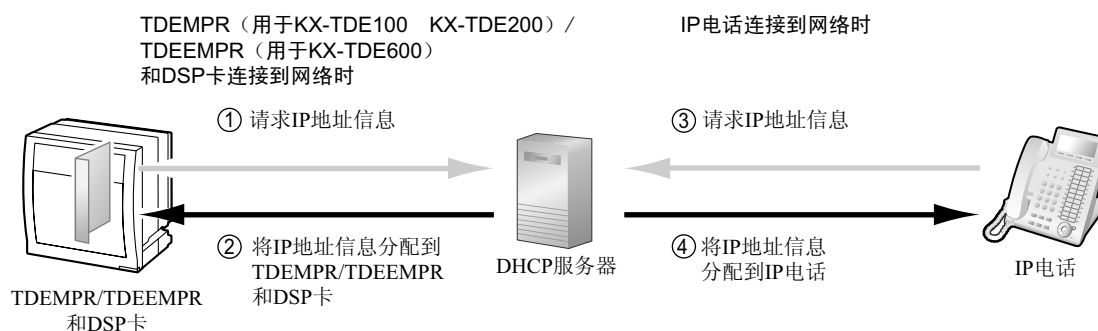 TDEMPR（用于KX-TDE100 KX-TDE200）/
TDEEMPR（用于KX-TDE600）
和DSP卡连接到网络时
IP电话连接到网络时
① 请求IP地址信息
③ 请求IP地址信息
② 将IP地址信息分配到
TDEMPR/TDEEMPR
和DSP卡
DHCP服务器
④ 将IP地址信息
分配到IP电话
IP电话
TDEMPR/TDEEMPR
和DSP卡